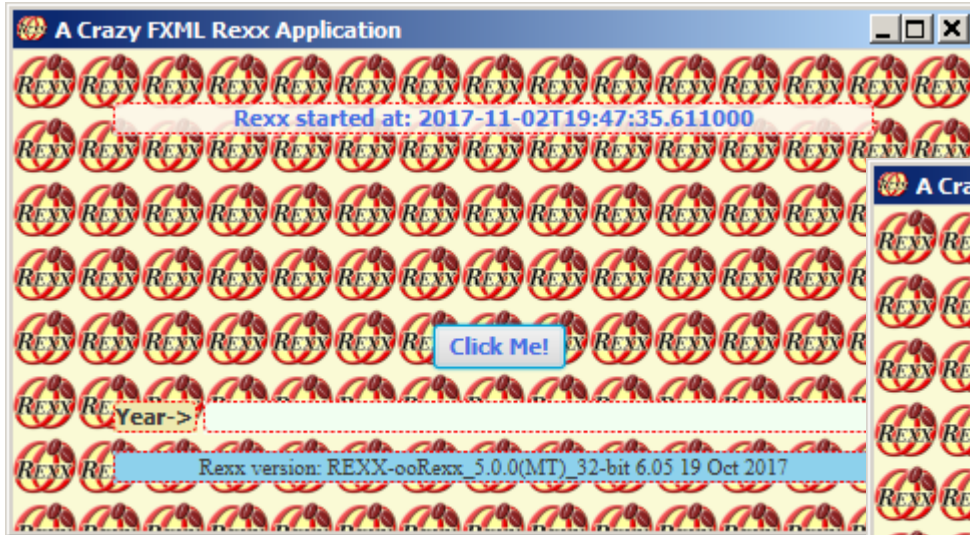 A Crazy FXML Rexx Application
Rexx started at: 2017-11-02T19:47:35.611000
A Cra
Click Me!
Year->
Rexx version: REXX-ooRexx_5.0.0(MT)_32-bit 6.05 19 Oct 2017
REXX